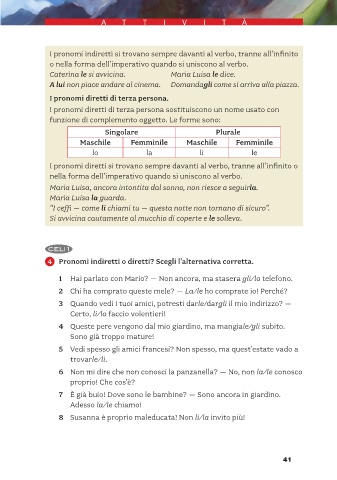 A T T I V I T À
I pronomi indiretti si trovano sempre davanti al verbo, tranne all'infinito
o nella forma dell'imperativo quando si uniscono al verbo.
Caterina le si avvicina. Maria Luisa le dice.
A lui non piace andare al cinema. Domandagli come si arriva alla piazza.
I pronomi diretti di terza persona.
I pronomi diretti di terza persona sostituiscono un nome usato con
funzione di complemento oggetto. Le forme sono:
Singolare Plurale
Maschile Femminile Maschile Femminile
lo la li le
I pronomi diretti si trovano sempre davanti al verbo, tranne all'infinito o
nella forma dell'imperativo quando si uniscono al verbo.
Maria Luisa, ancora intontita dal sonno, non riesce a seguirla.
Maria Luisa la guarda.
"I ceffi — come li chiami tu — questa notte non tornano di sicuro".
Si avvicina cautamente al mucchio di coperte e le solleva.
CELI 1
4 Pronomi indiretti o diretti? Scegli l'alternativa corretta.
1 Hai parlato con Mario? — Non ancora, ma stasera gli/lo telefono.
2 Chi ha comprato queste mele? — La/le ho comprate io! Perché?
3 Quando vedi i tuoi amici, potresti darle/dargli il mio indirizzo? —
Certo, li/lo faccio volentieri!
4 Queste pere vengono dal mio giardino, ma mangiale/gli subito.
Sono già troppo mature!
5 Vedi spesso gli amici francesi? Non spesso, ma quest'estate vado a
trovarle/li.
6 Non mi dire che non conosci la panzanella? — No, non la/le conosco
proprio! Che cos'è?
7 È già buio! Dove sono le bambine? — Sono ancora in giardino.
Adesso la/le chiamo!
8 Susanna è proprio maleducata! Non li/la invito più!
41